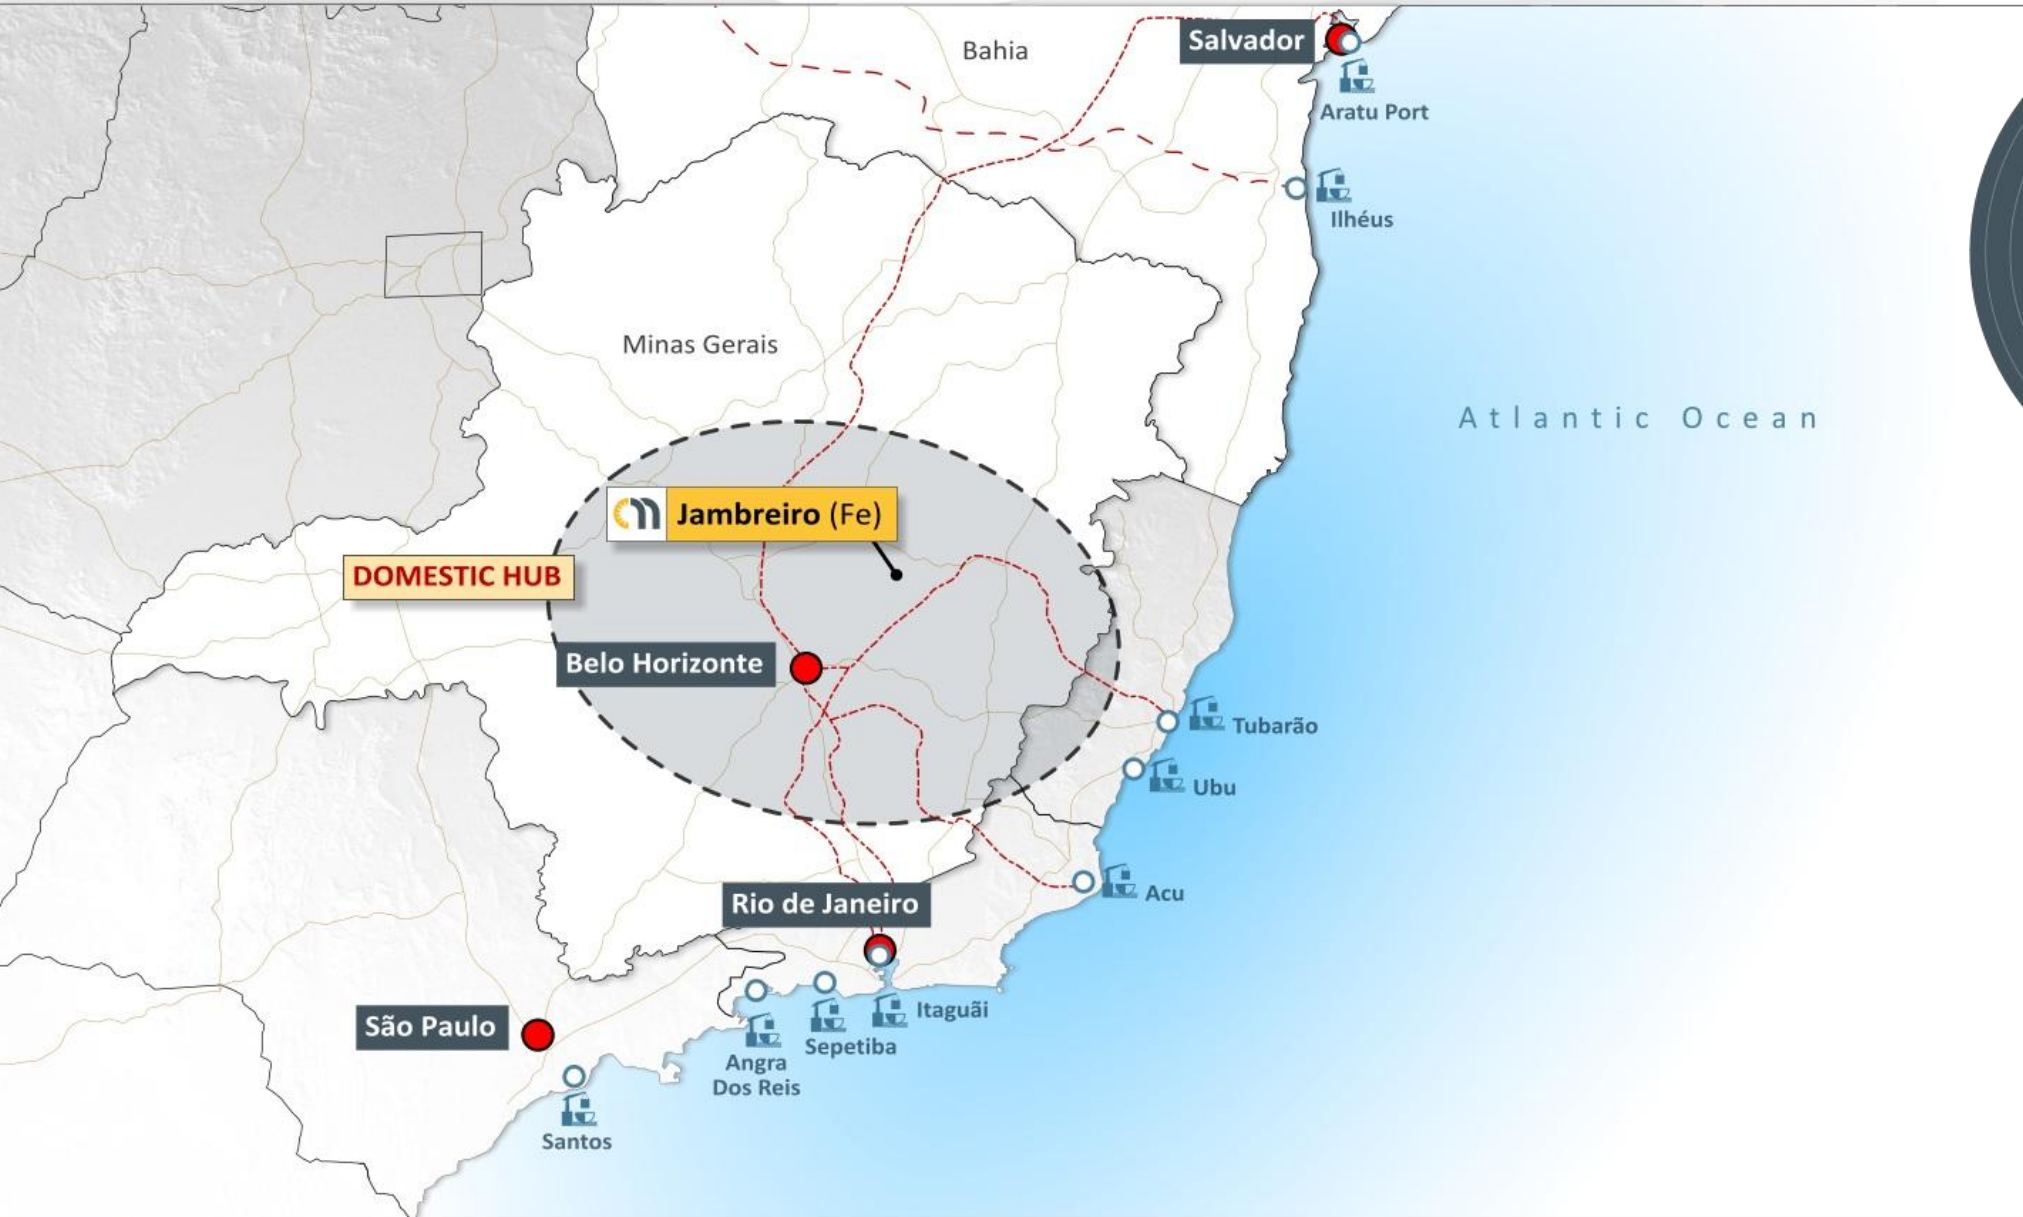 Bahia
Salvador
Aratu Port
Ilhéus
Minas Gerais
Atlantic Ocean
Jambreiro (Fe)
DOMESTIC HUB
Belo Horizonte
Tubarão
Ubu
Acu
Rio de Janeiro
Itaguãi
São Paulo
Sepetiba
Angra
Dos Reis
Santos